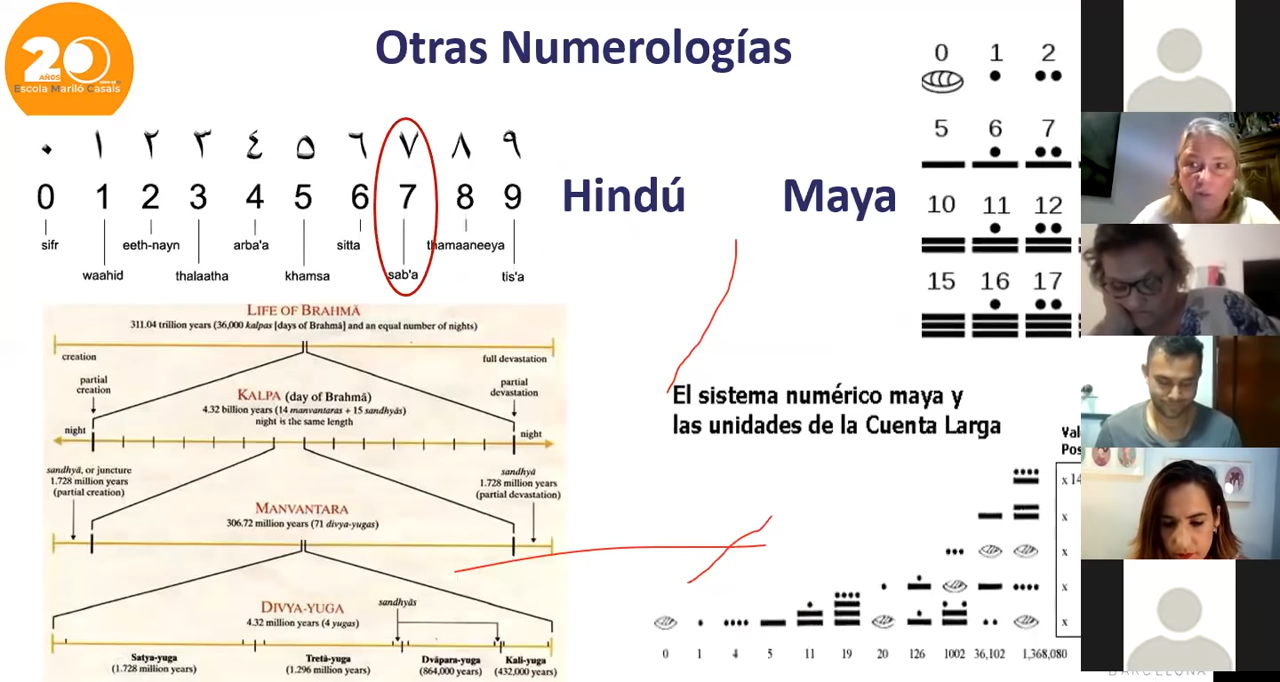 Otras Numerologías
20
AÑOS
Escola Mariló Casals
٠ ١ ٢ ٣ ٤ ٥ ٦ ٧ ٨ ٩
0 1 2 3 4 5 6 7 8 9
sifr eeth-nayn arba'a sitta thamaaneeya
waahid thalaatha khamsa sab'a tis'a
Hindú
Maya
0 1 2
5 6 7
10 11 12
15 16 17
LIFE OF BRAHMĀ
311.04 trillion years (36,000 kalpas [days of Brahmā] and an equal number of nights)
creation
full devastation
partial
creation
partial
devastation
KALPA (day of Brahmā)
4.32 billion years (14 manvantaras + 15 sandhyās)
night is the same length
night
night
sandhyā, or juncture
1.728 million years
(partial creation)
sandhyā
1.728 million years
(partial devastation)
MANVANTARA
306.72 million years (71 divya-yugas)
DIVYA-YUGA
4.32 million years (4 yugas)
sandhyās
Satya-yuga
(1.728 million years)
Tretā-yuga
(1.296 million years)
Dvāpara-yuga
(864,000 years)
Kali-yuga
(432,000 years)
El sistema numérico maya y
las unidades de la Cuenta Larga
Val
Pos
x 14
x
x
x
x
0 1 4 5 11 19 20 126 1002 36,102 1,368,080
BARCELONA